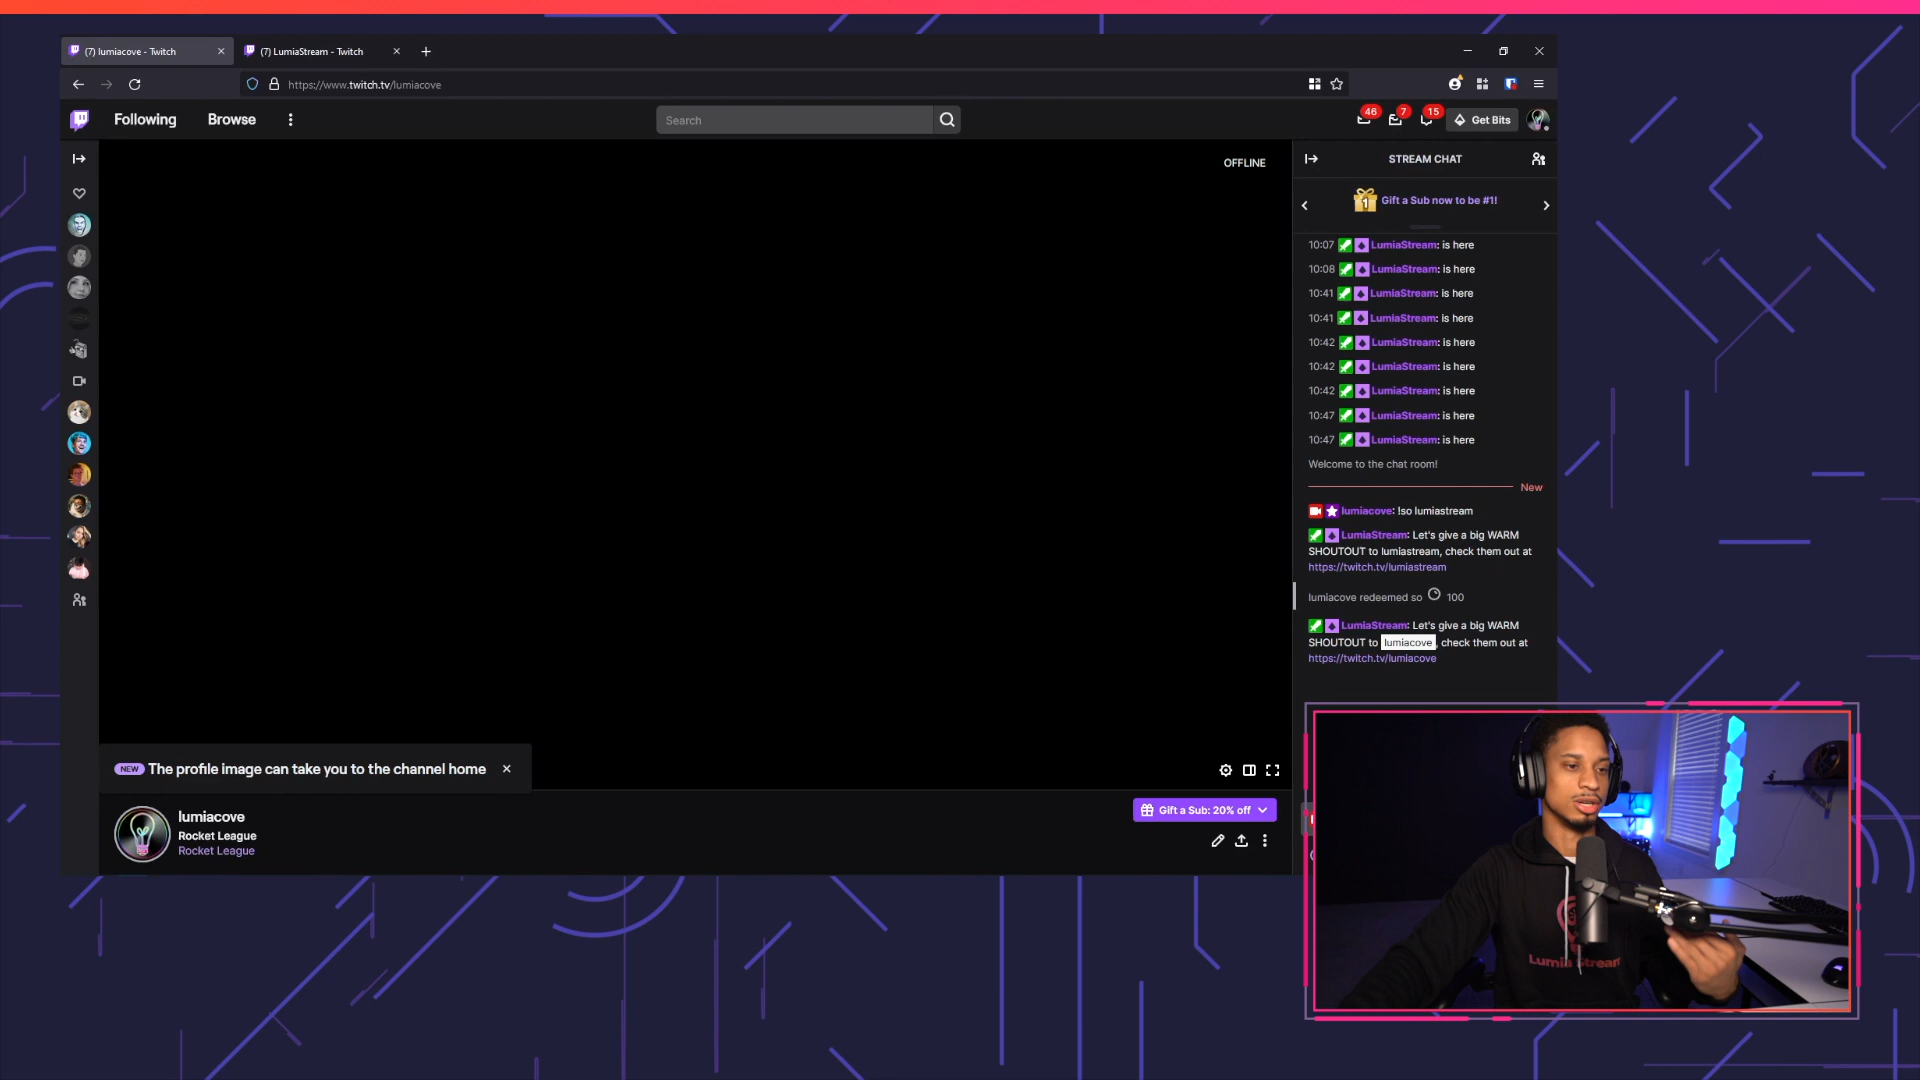 (7) lumiacove - Twitch
(7) LumiaStream - Twitch
https://www.twitch.tv/lumiacove
Following
Browse
Search
46
7
15
Get Bits
OFFLINE
STREAM CHAT
1
Gift a Sub now to be #1!
10:07 LumiaStream: is here
10:08 LumiaStream: is here
10:41 LumiaStream: is here
10:41 LumiaStream: is here
10:42 LumiaStream: is here
10:42 LumiaStream: is here
10:42 LumiaStream: is here
10:47 LumiaStream: is here
10:47 LumiaStream: is here
Welcome to the chat room!
New
lumiacove: !so lumiastream
LumiaStream: Let's give a big WARM
SHOUTOUT to lumiastream, check them out at
https://twitch.tv/lumiastream
lumiacove redeemed so 100
LumiaStream: Let's give a big WARM
SHOUTOUT to lumiacove, check them out at
https://twitch.tv/lumiacove
NEW The profile image can take you to the channel home
lumiacove
Rocket League
Rocket League
Gift a Sub: 20% off
Lumia Stream